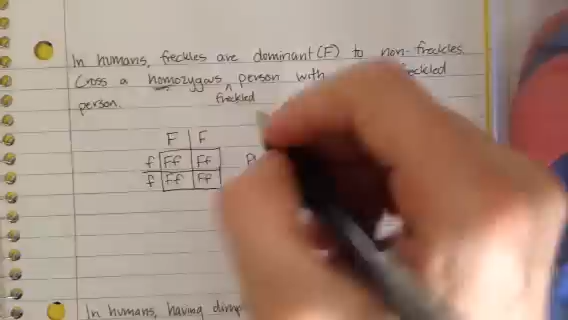 In humans, freckles are dominant (F) to non-freckles.
Cross a homozygous ^ person with freckled
freckled
person.
F F
f Ff Ff
f Ff Ff
In humans, having